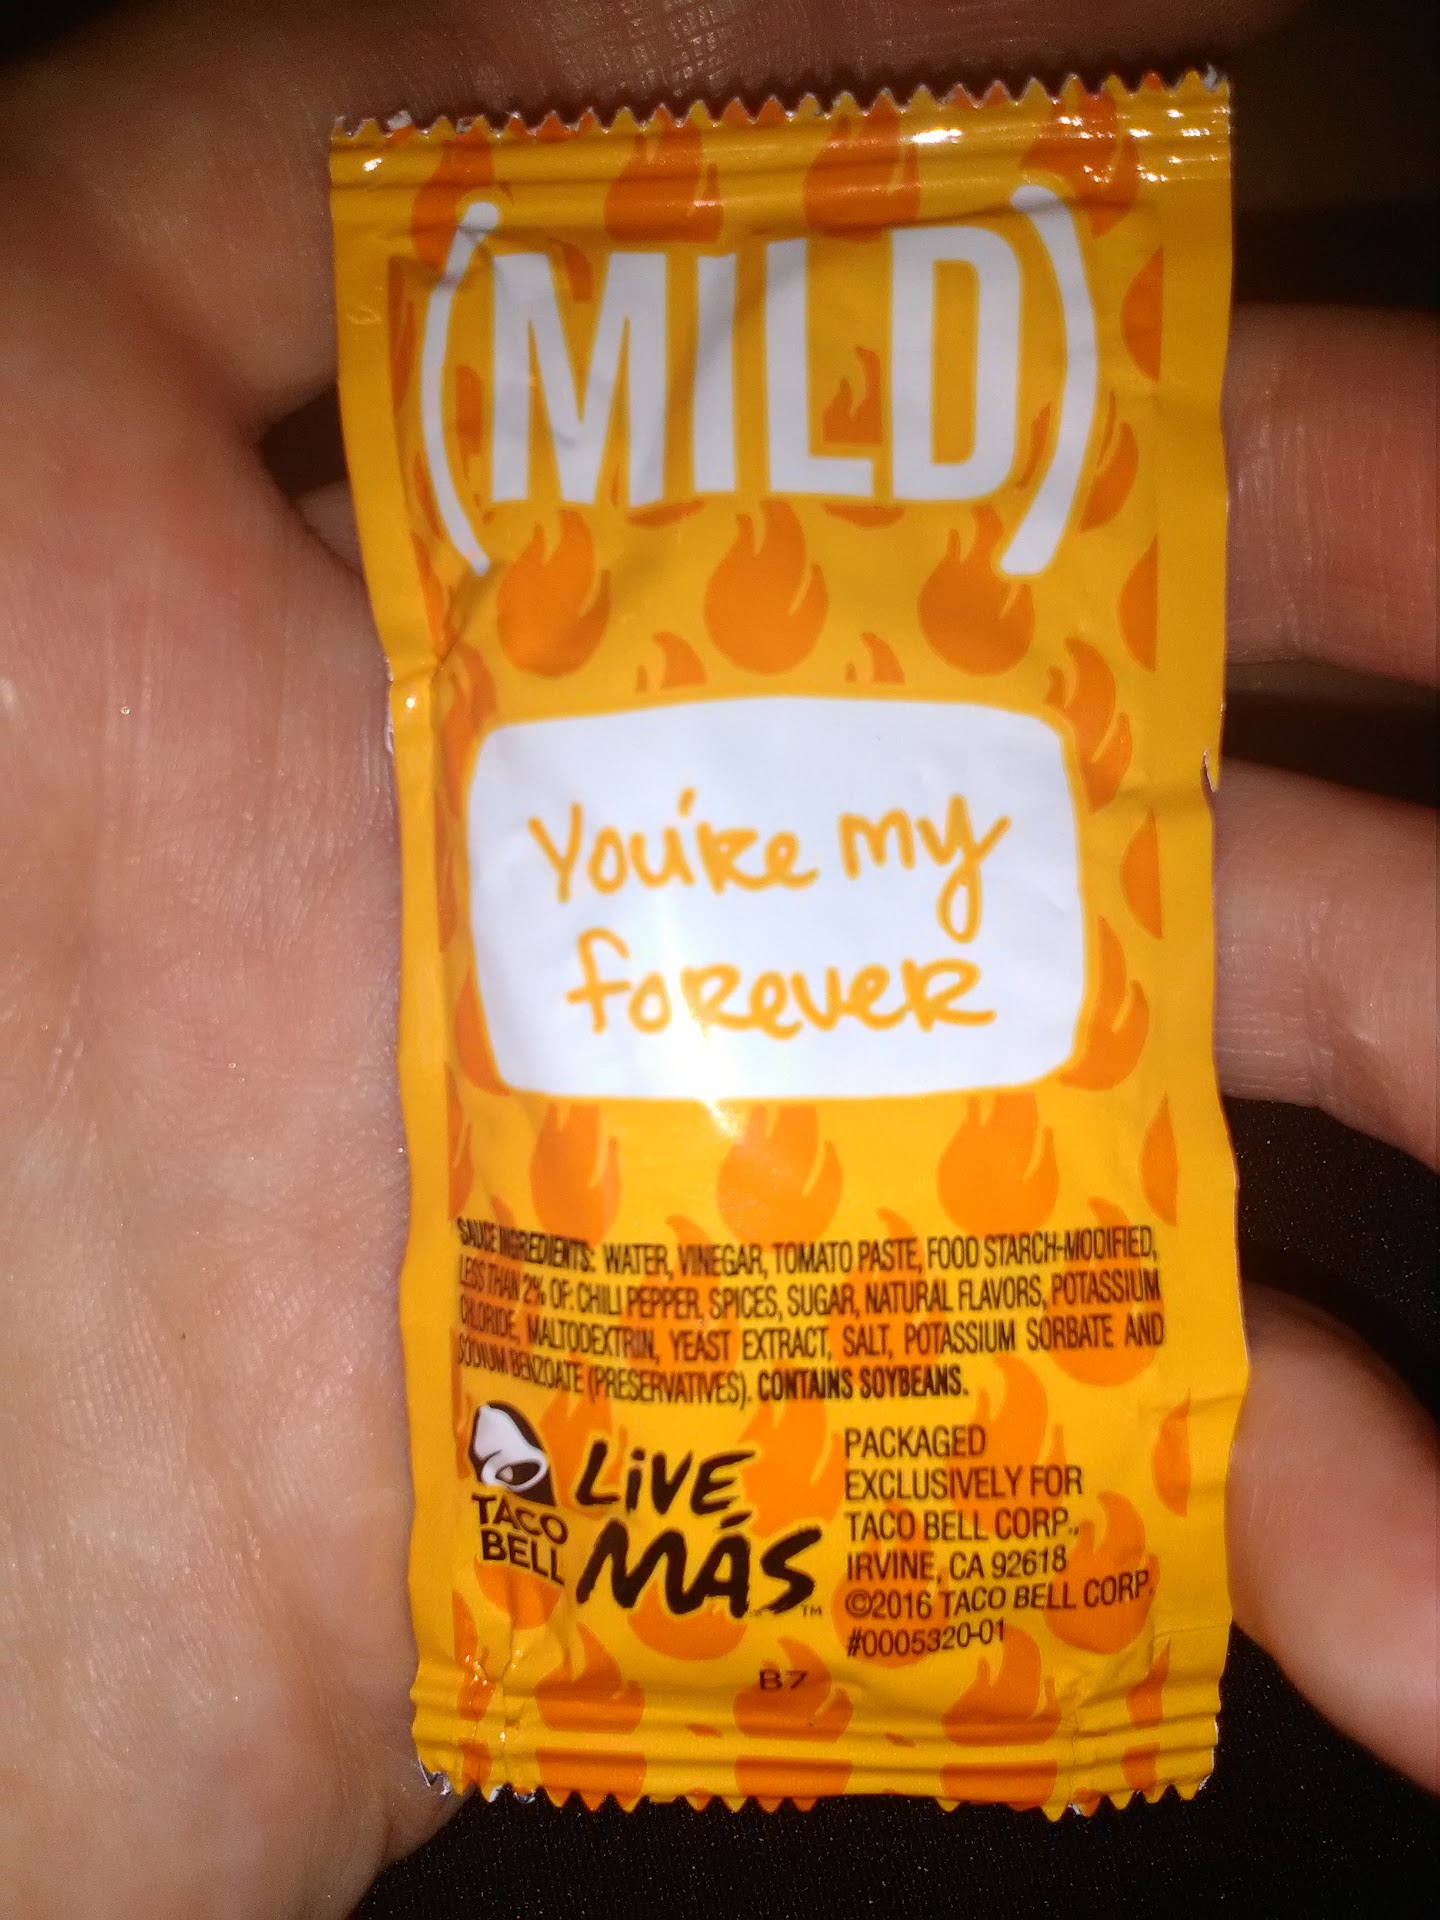 (MILD)
You're my
forever
SAUCE INGREDIENTS: WATER, VINEGAR, TOMATO PASTE, FOOD STARCH-MODIFIED,
LESS THAN 2% OF: CHILI PEPPER, SPICES, SUGAR, NATURAL FLAVORS, POTASSIUM
CHLORIDE, MALTODEXTRIN, YEAST EXTRACT, SALT, POTASSIUM SORBATE AND
SODIUM BENZOATE (PRESERVATIVES). CONTAINS SOYBEANS.
TACO
BELL
LiVE
MÁS™
PACKAGED
EXCLUSIVELY FOR
TACO BELL CORP.,
IRVINE, CA 92618
©2016 TACO BELL CORP.
#0005320-01
B7